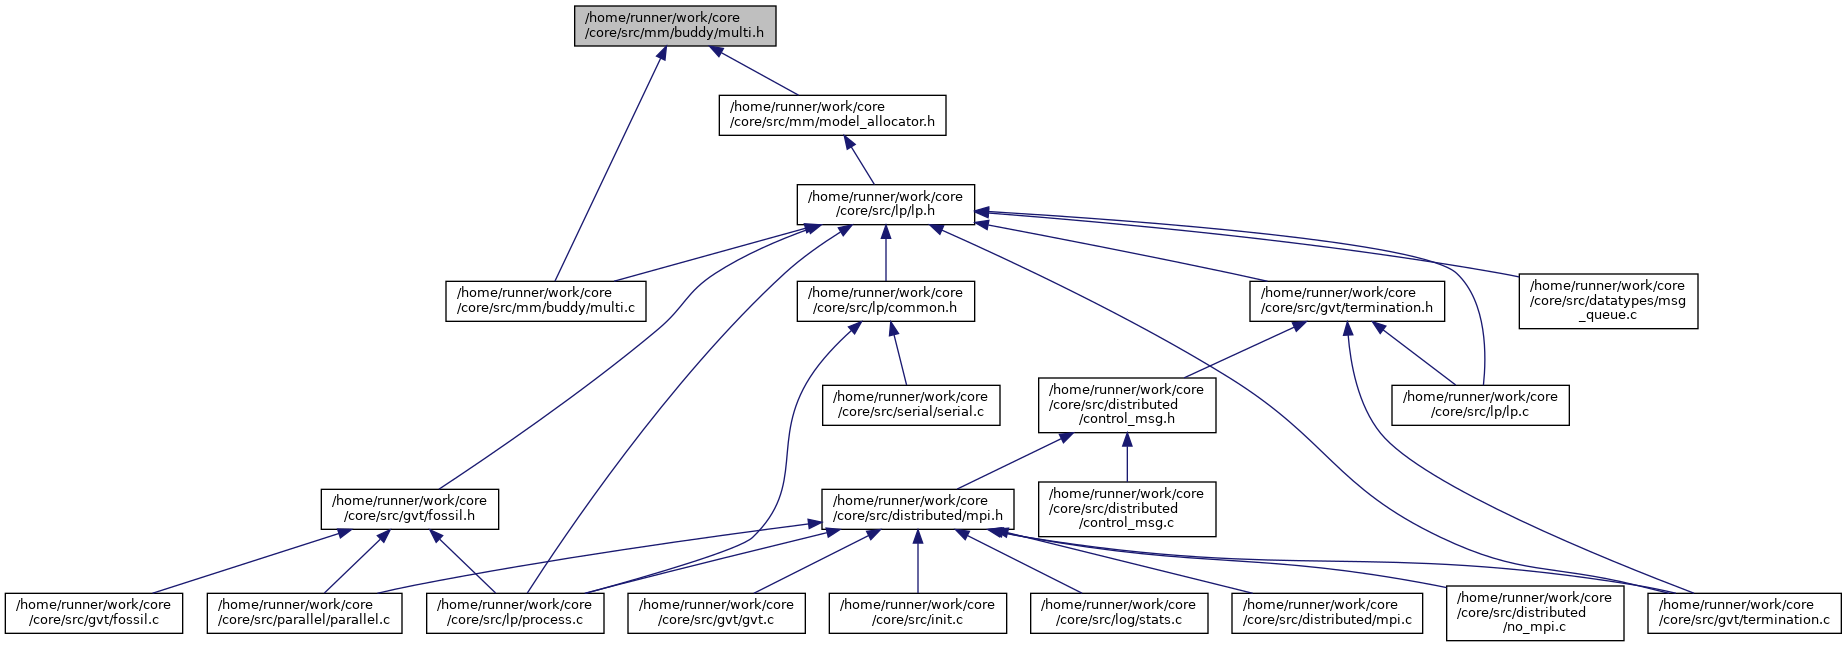 /home/runner/work/core
/core/src/mm/buddy/multi.h
/home/runner/work/core
/core/src/mm/model_allocator.h
/home/runner/work/core
/core/src/lp/lp.h
/home/runner/work/core
/core/src/mm/buddy/multi.c
/home/runner/work/core
/core/src/lp/common.h
/home/runner/work/core
/core/src/gvt/termination.h
/home/runner/work/core
/core/src/datatypes/msg
_queue.c
/home/runner/work/core
/core/src/serial/serial.c
/home/runner/work/core
/core/src/distributed
/control_msg.h
/home/runner/work/core
/core/src/lp/lp.c
/home/runner/work/core
/core/src/gvt/fossil.h
/home/runner/work/core
/core/src/distributed/mpi.h
/home/runner/work/core
/core/src/distributed
/control_msg.c
/home/runner/work/core
/core/src/gvt/fossil.c
/home/runner/work/core
/core/src/parallel/parallel.c
/home/runner/work/core
/core/src/lp/process.c
/home/runner/work/core
/core/src/gvt/gvt.c
/home/runner/work/core
/core/src/init.c
/home/runner/work/core
/core/src/log/stats.c
/home/runner/work/core
/core/src/distributed/mpi.c
/home/runner/work/core
/core/src/distributed
/no_mpi.c
/home/runner/work/core
/core/src/gvt/termination.c